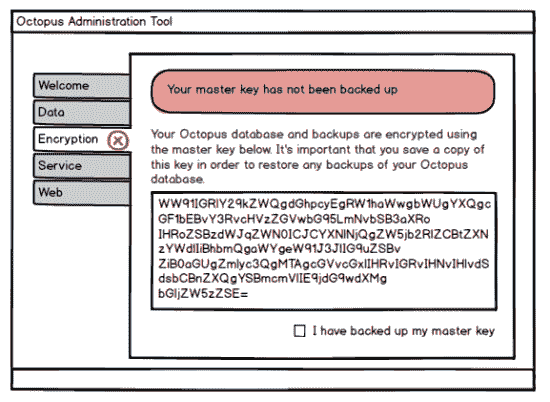 Octopus Administration Tool
Welcome
Data
Encryption
Service
Web
Your master key has not been backed up
Your Octopus database and backups are encrypted using
the master key below. It's important that you save a copy of
this key in order to restore any backups of your Octopus
database.
WW91IGRlY29kZWQgdGhpcyEgRW1haWwgbWUgYXQgc
GF1bEBvY3RvcHVzZGVwbG95LmNvbSB3aXRo
IHRoZSBzdWJqZWN0ICJCYXNlNjQgZW5jb2RlZCBtZXN
zYWdlIiBhbmQgaWYgeW91J3JlIG9uZSBv
ZiB0aGUgZmlyc3QgMTAgcGVvcGxlIHRvIGRvIHNvIHlvdS
dsbCBnZXQgYSBmcmVlIE9jdG9wdXMg
bGljZW5zZSE=
I have backed up my master key